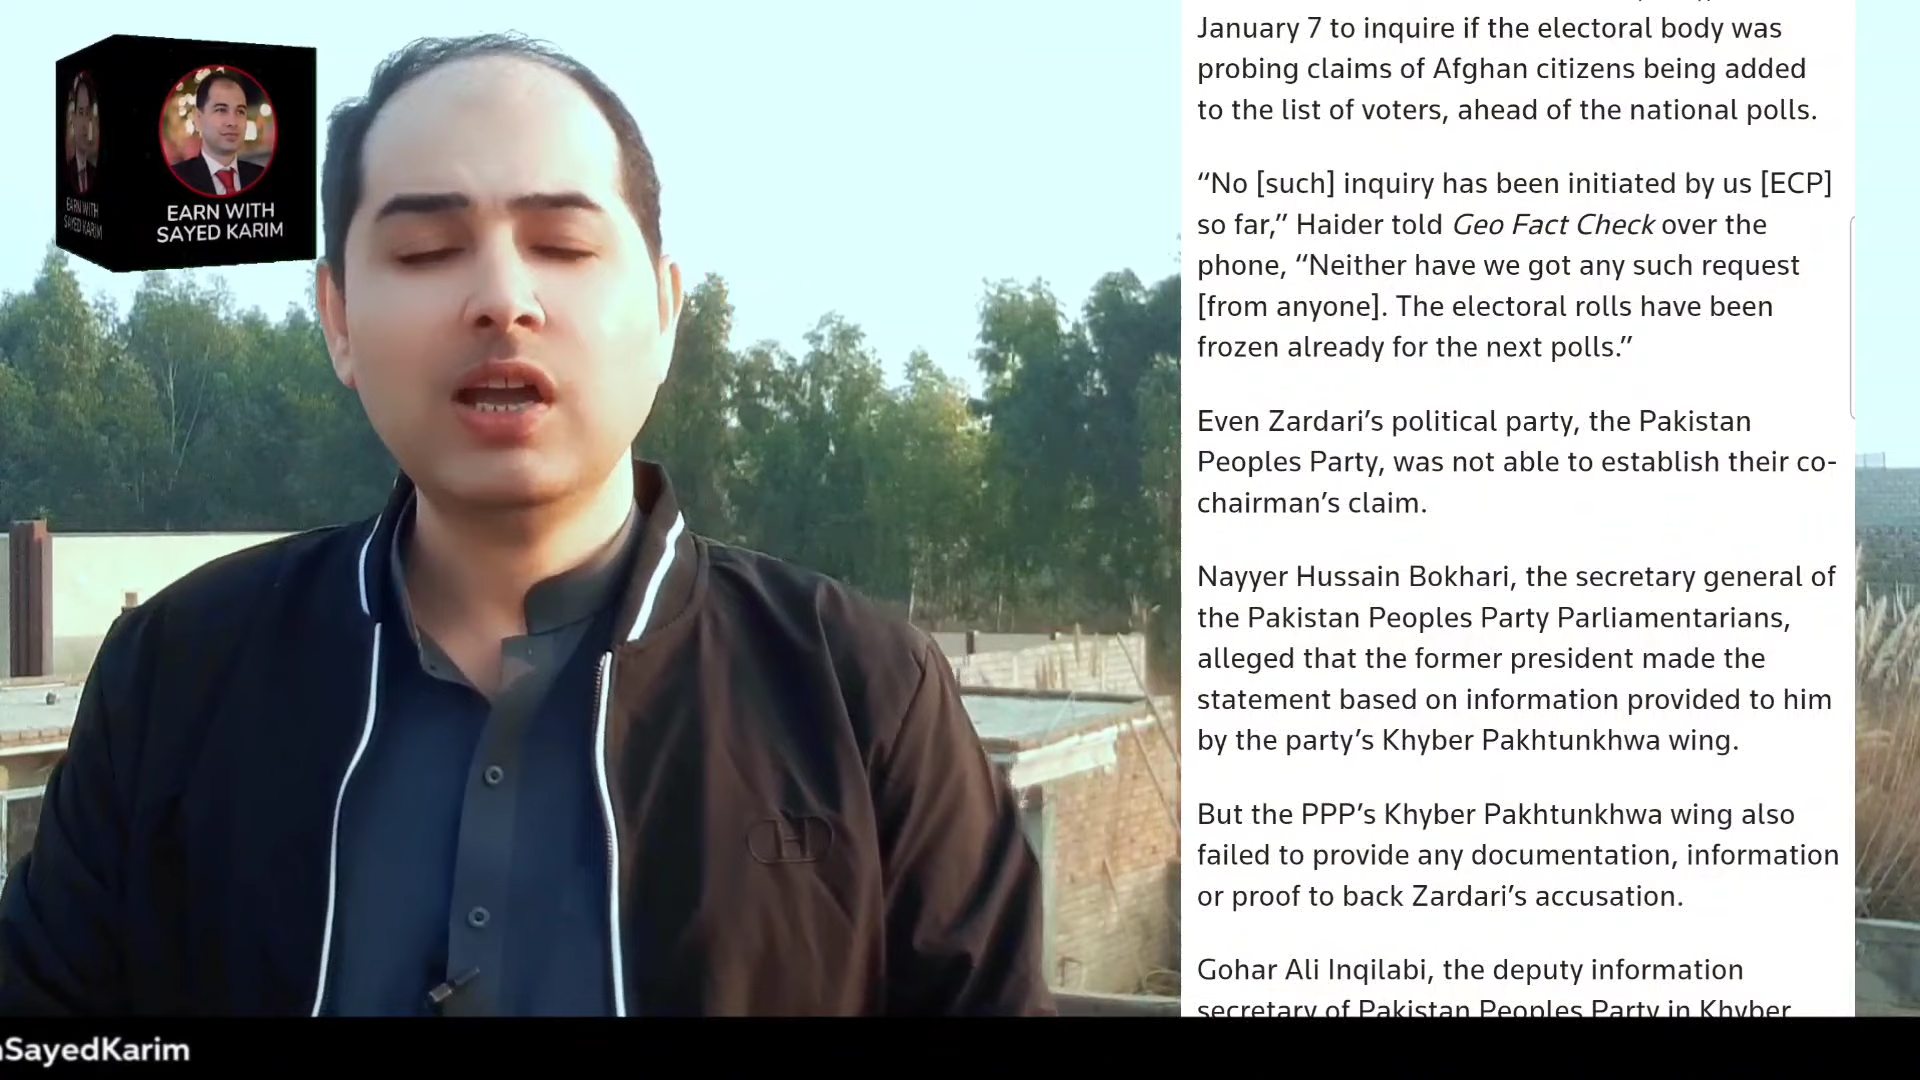 EARN WITH
SAYED KARIM
EARN WITH
SAYED KARIM
January 7 to inquire if the electoral body was
probing claims of Afghan citizens being added
to the list of voters, ahead of the national polls.
“No [such] inquiry has been initiated by us [ECP]
so far,” Haider told Geo Fact Check over the
phone, “Neither have we got any such request
[from anyone]. The electoral rolls have been
frozen already for the next polls.”
Even Zardari’s political party, the Pakistan
Peoples Party, was not able to establish their co-
chairman’s claim.
Nayyer Hussain Bokhari, the secretary general of
the Pakistan Peoples Party Parliamentarians,
alleged that the former president made the
statement based on information provided to him
by the party’s Khyber Pakhtunkhwa wing.
But the PPP’s Khyber Pakhtunkhwa wing also
failed to provide any documentation, information
or proof to back Zardari’s accusation.
Gohar Ali Inqilabi, the deputy information
secretary of Pakistan Peoples Party in Khyber
SayedKarim
H